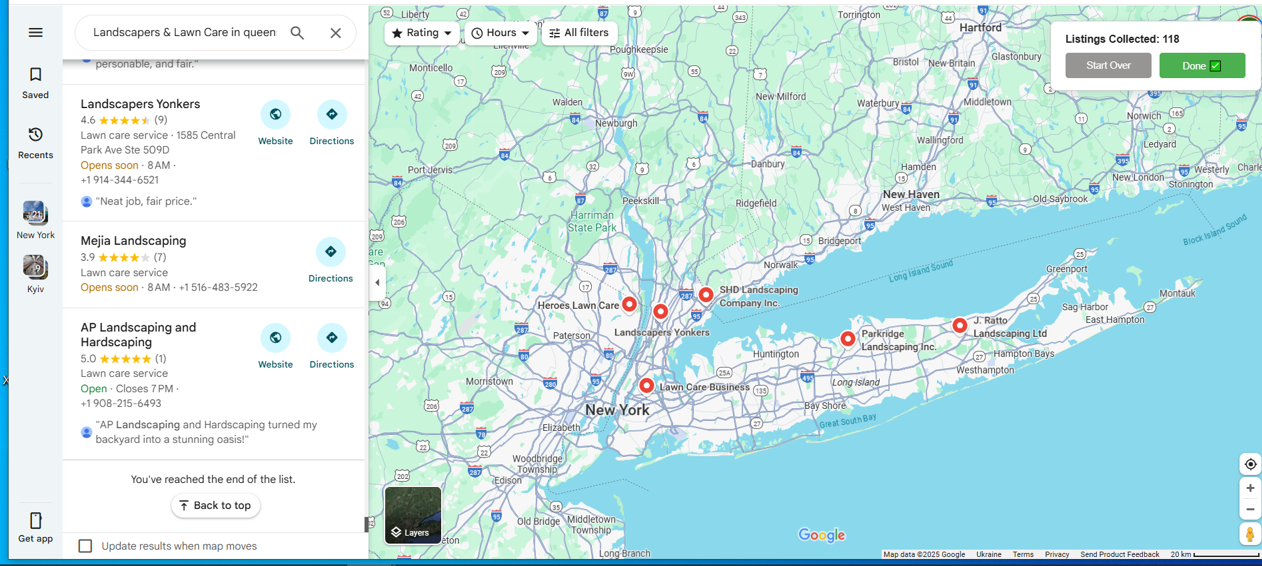 Landscapers & Lawn Care in queen
personable, and fair."
Saved
Recents
New York
Kyiv
Get app
Landscapers Yonkers
4.6 (9)
Lawn care service · 1585 Central
Park Ave Ste 509D
Opens soon · 8 AM ·
+1 914-344-6521
"Neat job, fair price."
Website
Directions
Mejia Landscaping
3.9 (7)
Lawn care service
Opens soon · 8 AM · +1 516-483-5922
Directions
AP Landscaping and
Hardscaping
5.0 (1)
Lawn care service
Open · Closes 7 PM ·
+1 908-215-6493
"AP Landscaping and Hardscaping turned my
backyard into a stunning oasis!"
Website
Directions
You've reached the end of the list.
Back to top
Update results when map moves
Rating
Hours
All filters
Listings Collected: 118
Start Over
Done
Liberty
Ellenville
Torrington
Hartford
Poughkeepsie
Bristol
New Britain
Glastonbury
Monticello
Walden
New Milford
Waterbury
Middletown
Norwich
Newburgh
Wallingford
Ledyard
Port Jervis
Danbury
Hamden
New London
Westerly
Charle
Stonington
Peekskill
Ridgefield
New Haven
West Haven
Old Saybrook
Harriman
State Park
Bridgeport
Norwalk
Block Island Sound
Long Island Sound
Greenport
Montauk
Sag Harbor
East Hampton
Heroes Lawn Care
SHD Landscaping
Company Inc.
Landscapers Yonkers
Paterson
Parkridge
Landscaping Inc.
J. Ratto
Landscaping Ltd
Huntington
Hampton Bays
Westhampton
Morristown
Lawn Care Business
Long Island
New York
Bay Shore
Great South Bay
Elizabeth
Woodbridge
Township
Edison
Old Bridge
Middletown
Township
Long Branch
Layers
Google
Map data ©2025 Google
Ukraine
Terms
Privacy
Send Product Feedback
20 km